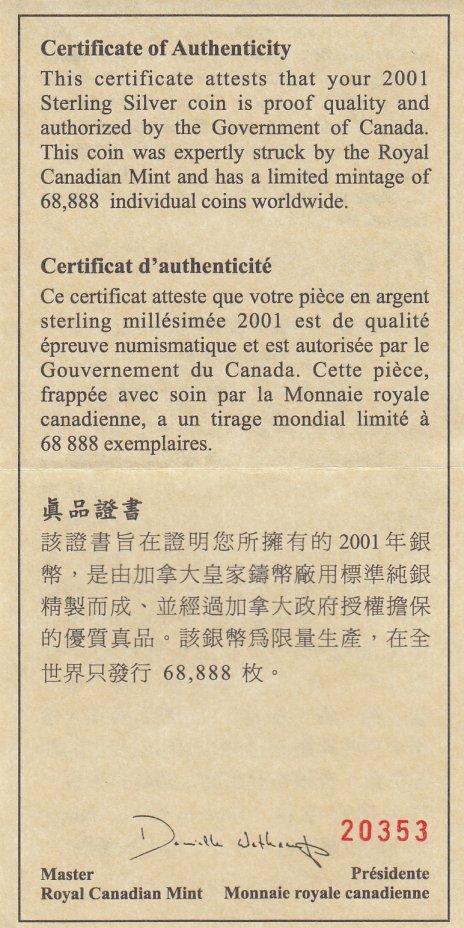 Certificate of Authenticity
This certificate attests that your 2001
Sterling Silver coin is proof quality and
authorized by the Government of Canada.
This coin was expertly struck by the Royal
Canadian Mint and has a limited mintage of
68,888 individual coins worldwide.
Certificat d'authenticité
Ce certificat atteste que votre pièce en argent
sterling millésimée 2001 est de qualité
épreuve numismatique et est autorisée par le
Gouvernement du Canada. Cette pièce,
frappée avec soin par la Monnaie royale
canadienne, a un tirage mondial limité à
68 888 exemplaires.
眞品證書
該證書旨在證明您所擁有的 2001 年銀
幣，是由加拿大皇家鑄幣廠用標準純銀
精製而成、並經過加拿大政府授權擔保
的優質真品。該銀幣爲限量生產，在全
世界只發行 68,888 枚。
20353
Master Présidente
Royal Canadian Mint Monnaie royale canadienne